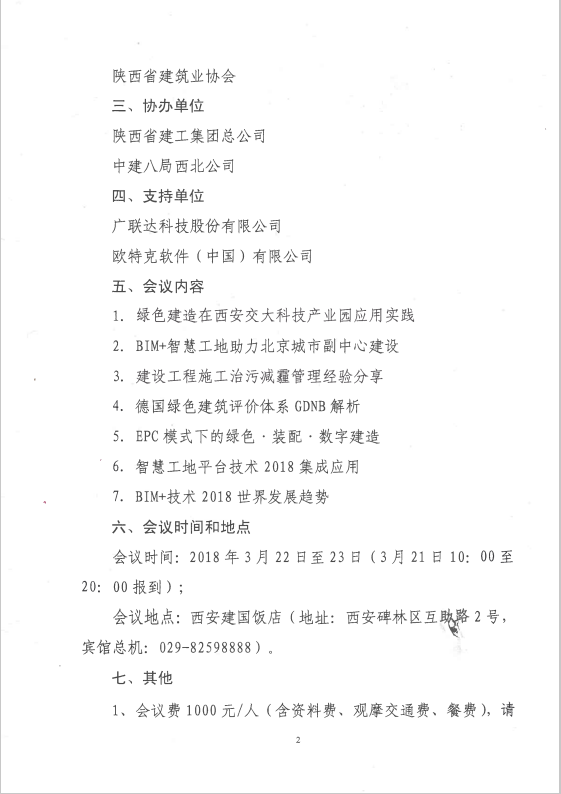 陕西省建筑业协会
三、协办单位
陕西省建工集团总公司
中建八局西北公司
四、支持单位
广联达科技股份有限公司
欧特克软件（中国）有限公司
五、会议内容
1. 绿色建造在西安交大科技产业园应用实践
2. BIM+智慧工地助力北京城市副中心建设
3. 建设工程施工治污减霾管理经验分享
4. 德国绿色建筑评价体系 GDNB 解析
5. EPC 模式下的绿色·装配·数字建造
6. 智慧工地平台技术 2018 集成应用
7. BIM+技术 2018 世界发展趋势
六、会议时间和地点
会议时间：2018 年 3 月 22 日至 23 日（3 月 21 日 10：00 至
20：00 报到）；
会议地点：西安建国饭店（地址：西安碑林区互助路 2 号，
宾馆总机：029-82598888）。
七、其他
1、会议费 1000 元/人（含资料费、观摩交通费、餐费），请
2